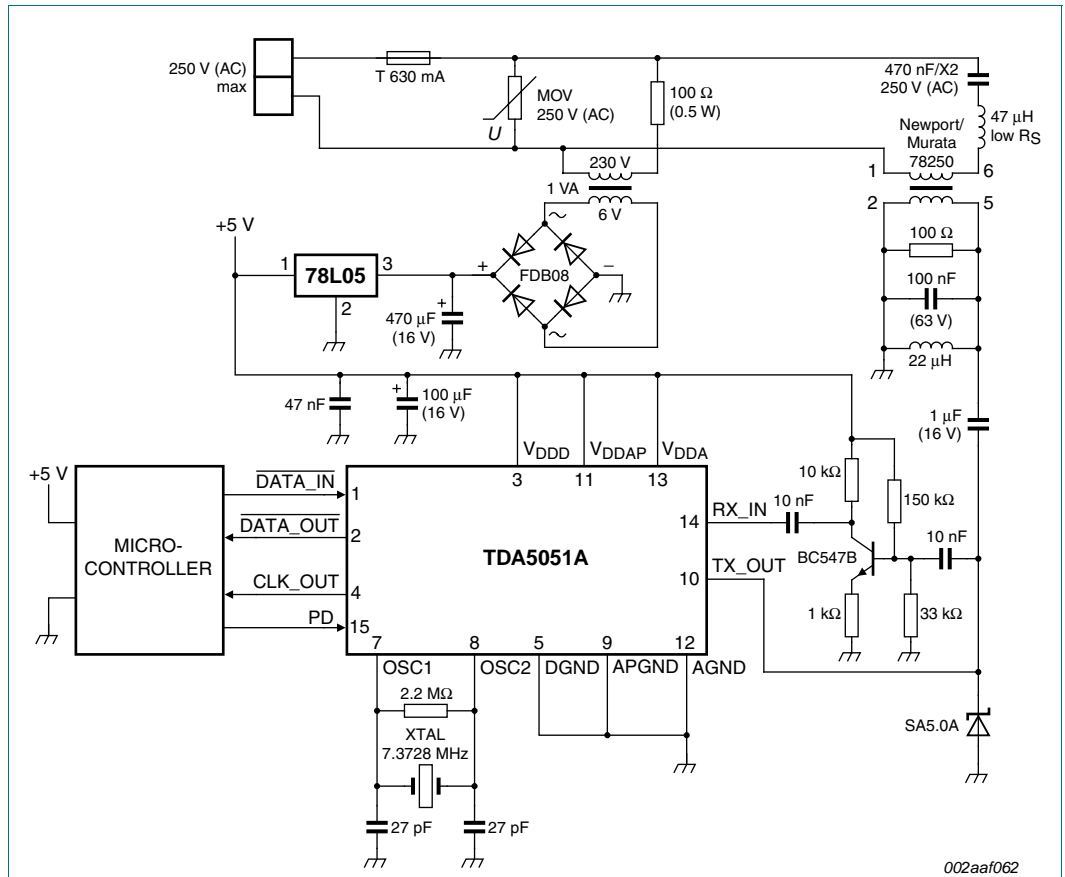 250 V (AC)
max
T 630 mA
MOV
250 V (AC)
U
100 Ω
(0.5 W)
470 nF/X2
250 V (AC)
47 μH
low RS
Newport/
Murata
78250
1
6
2
5
230 V
1 VA
6 V
100 Ω
100 nF
(63 V)
22 μH
+5 V
1
78L05
3
2
+
470 μF
(16 V)
+
FDB08
−
∼
∼
47 nF
+
100 μF
(16 V)
1 μF
(16 V)
VDDD
VDDAP
VDDA
3
11
13
+5 V
MICRO-
CONTROLLER
DATA_IN
1
DATA_OUT
2
CLK_OUT
4
PD
15
TDA5051A
14
RX_IN
10
TX_OUT
10 nF
10 kΩ
150 kΩ
10 nF
BC547B
1 kΩ
33 kΩ
7
8
5
9
12
OSC1
OSC2
DGND
APGND
AGND
2.2 MΩ
XTAL
7.3728 MHz
27 pF
27 pF
SA5.0A
002aaf062